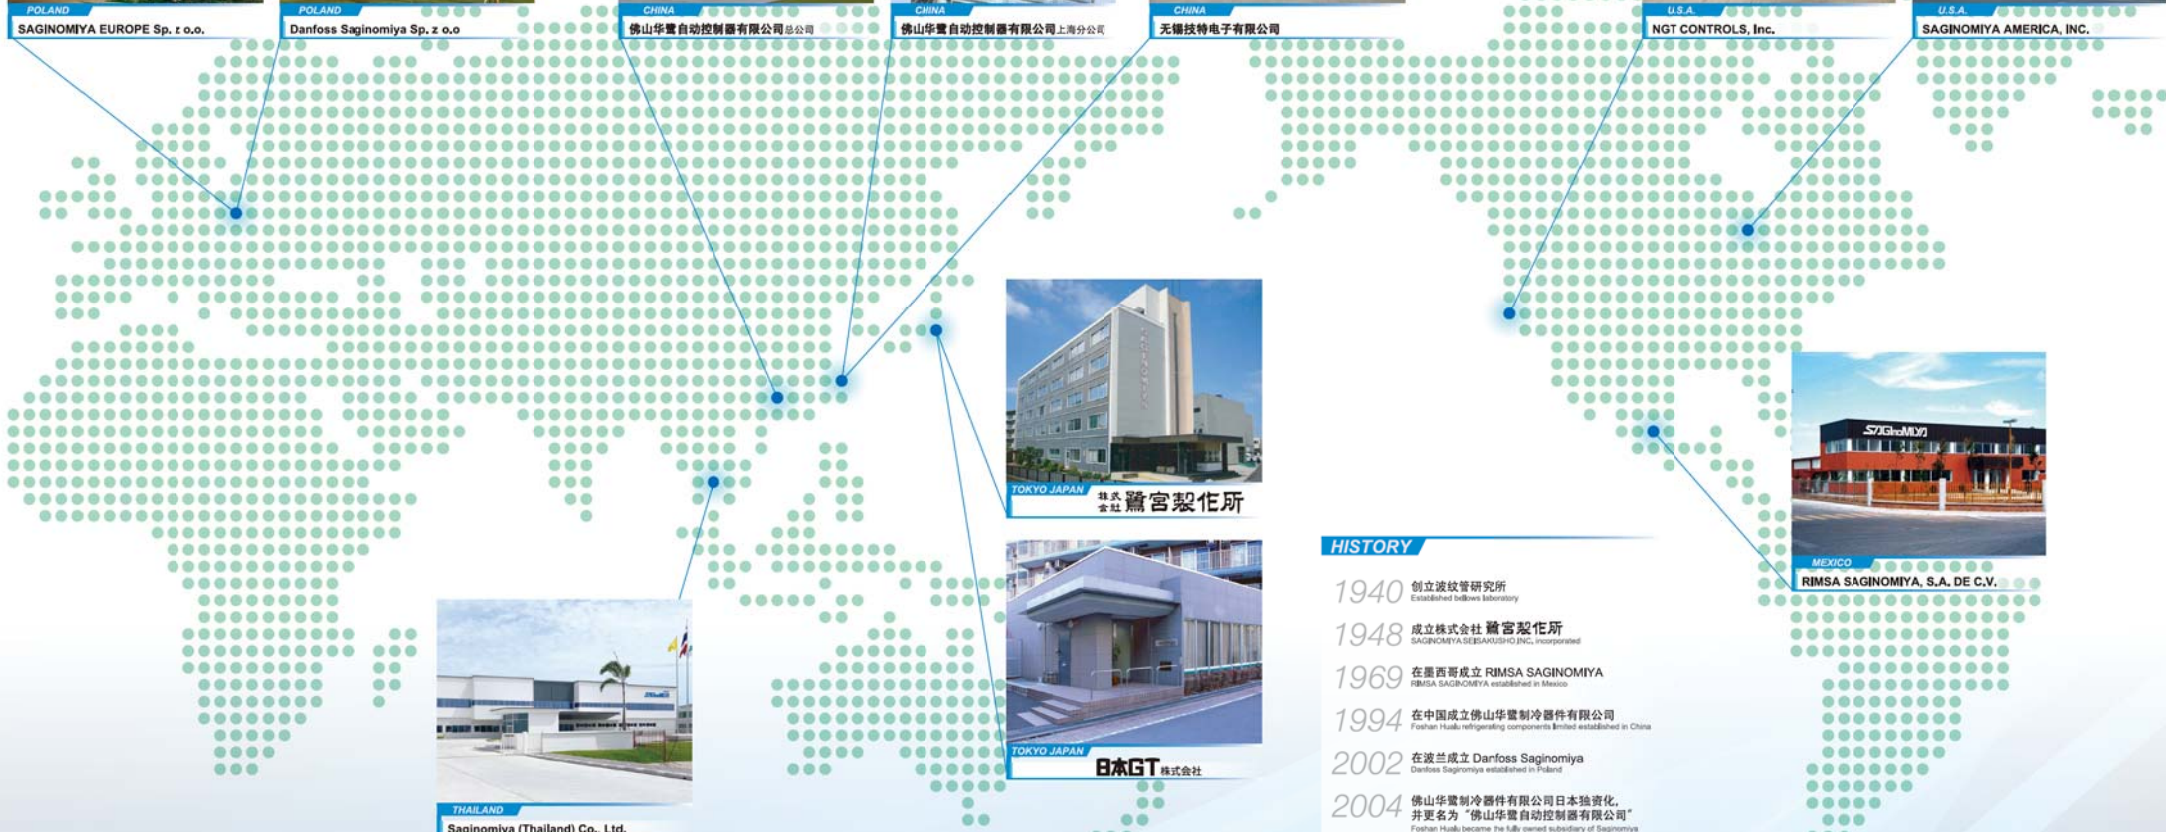 POLAND
SAGINOMIYA EUROPE Sp. z o.o.
POLAND
Danfoss Saginomiya Sp. z o.o
CHINA
佛山华鹭自动控制器有限公司总公司
CHINA
佛山华鹭自动控制器有限公司上海分公司
CHINA
无锡技特电子有限公司
U.S.A.
NGT CONTROLS, Inc.
U.S.A.
SAGINOMIYA AMERICA, INC.
SAGINOMIYA
TOKYO JAPAN
株式会社 鷺宮製作所
TOKYO JAPAN
日本GT 株式会社
SAGInoMIYA
MEXICO
RIMSA SAGINOMIYA, S.A. DE C.V.
THAILAND
Saginomiya (Thailand) Co., Ltd.
HISTORY
1940 创立波纹管研究所
Established bellows laboratory
1948 成立株式会社 鷺宮製作所
SAGINOMIYA SEISAKUSHO, INC. incorporated
1969 在墨西哥成立 RIMSA SAGINOMIYA
RIMSA SAGINOMIYA established in Mexico
1994 在中国成立佛山华鹭制冷器件有限公司
Foshan Hualu refrigerating components limited established in China
2002 在波兰成立 Danfoss Saginomiya
Danfoss Saginomiya established in Poland
2004 佛山华鹭制冷器件有限公司日本独资化,
并更名为 "佛山华鹭自动控制器有限公司"
Foshan Hualu became the fully owned subsidiary of Saginomiya